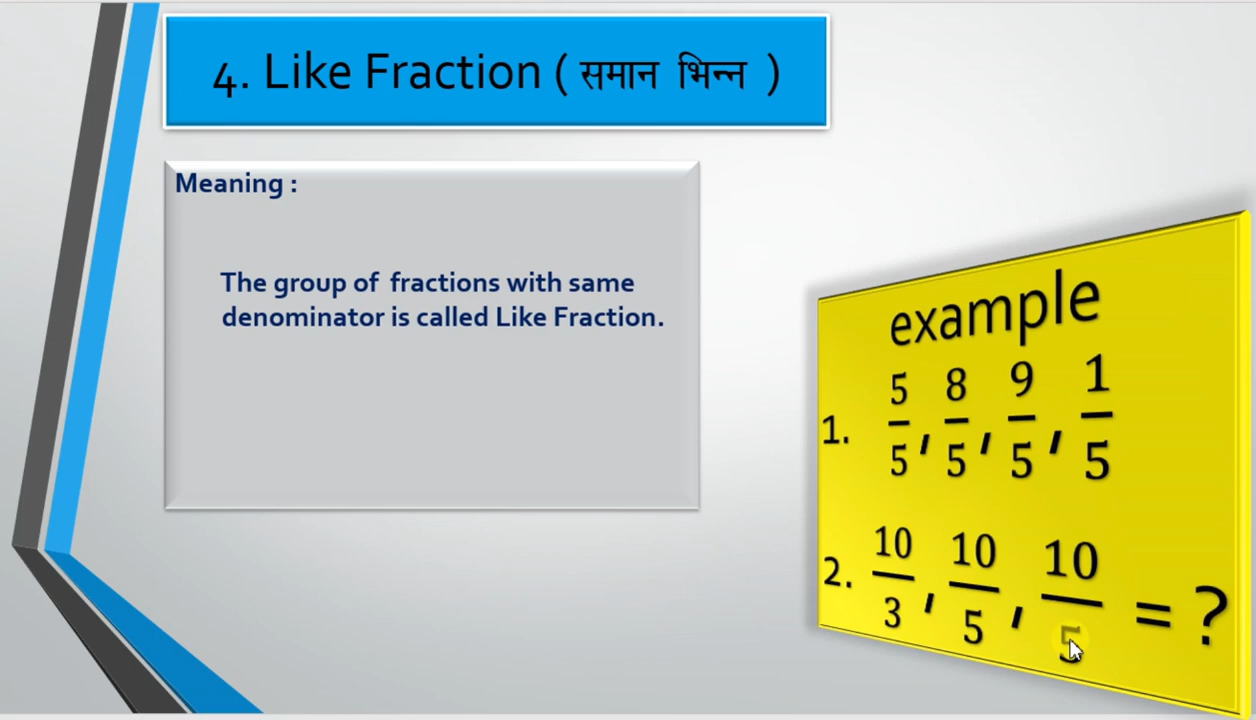 4. Like Fraction ( समान भिन्न )
Meaning :
The group of fractions with same
denominator is called Like Fraction.
example
1. 5/5, 8/5, 9/5, 1/5
2. 10/3, 10/5, 10/5 = ?